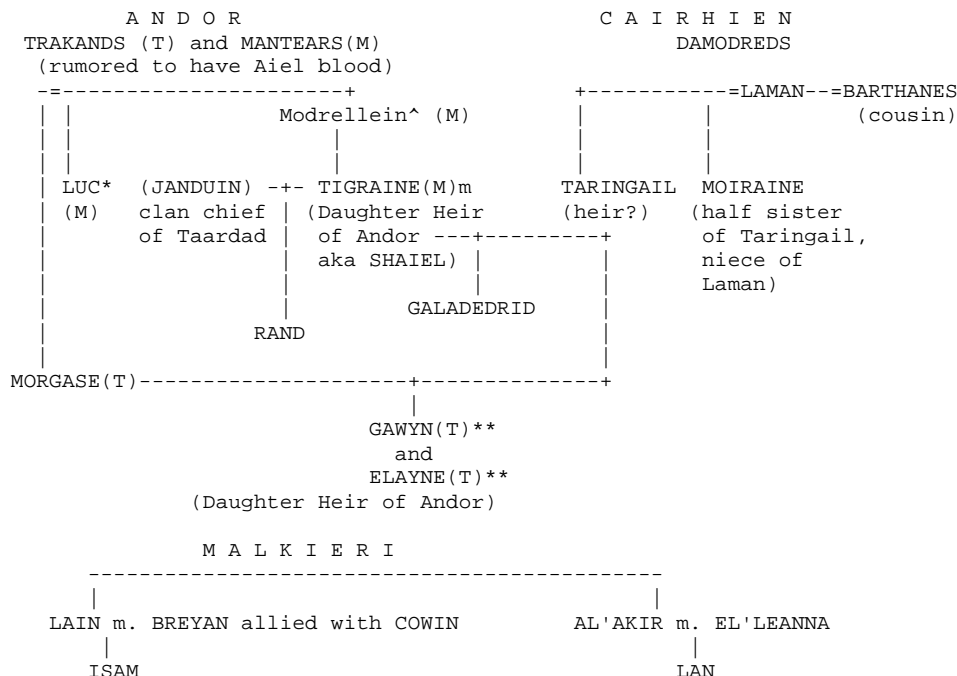 A N D O R                              C A I R H I E N
TRAKANDS (T) and MANTEARS(M)                  DAMODREDS
(rumored to have Aiel blood)
-=----------------------+              +-----------=LAMAN---=BARTHANES
| |             Modrellein^ (M)        |       |         (cousin)
| |                 |                  |       |
| |                 |                  |       |
| LUC*  (JANDUIN) -+- TIGRAINE(M)m     TARINGAIL  MOIRAINE
| (M)   clan chief | (Daughter Heir    (heir?)   (half sister
|       of Taardad |  of Andor ---+--------+      of Taringail,
|                  |  aka SHAIEL) |        |      niece of
|                  |              |        |      Laman)
|                  |         GALADEDRID    |
|                RAND                      |
|                                          |
MORGASE(T)-----------------+--------------+
|
GAWYN(T)**
and
ELAYNE(T)**
(Daughter Heir of Andor)
M A L K I E R I
---------------------------------------------
|                                           |
LAIN m. BREYAN allied with COWIN         AL'AKIR m. EL'LEANNA
|                                           |
ISAM                                       LAN